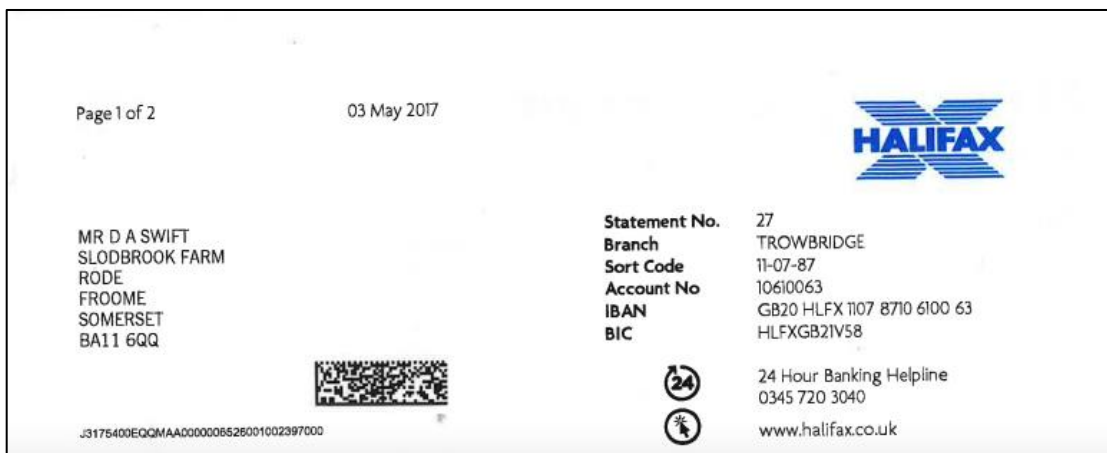 Page 1 of 2
03 May 2017
HALIFAX
MR D A SWIFT
SLODBROOK FARM
RODE
FROOME
SOMERSET
BA11 6QQ
Statement No. 27
Branch TROWBRIDGE
Sort Code 11-07-87
Account No 10610063
IBAN GB20 HLFX 1107 8710 6100 63
BIC HLFXGB21V58
24
24 Hour Banking Helpline
0345 720 3040
www.halifax.co.uk
J3175400EQQMAA0000006526001002397000